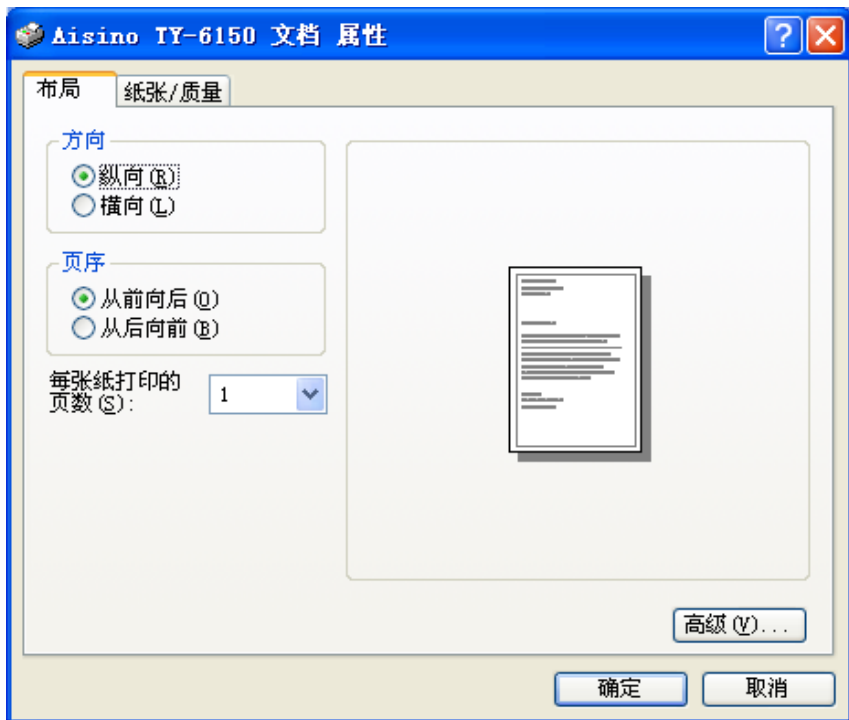 Aisino TY-6150 文档 属性
布局
纸张/质量
方向
纵向(R)
横向(L)
页序
从前向后(O)
从后向前(B)
每张纸打印的
页数(S):
1
高级(V)...
确定
取消